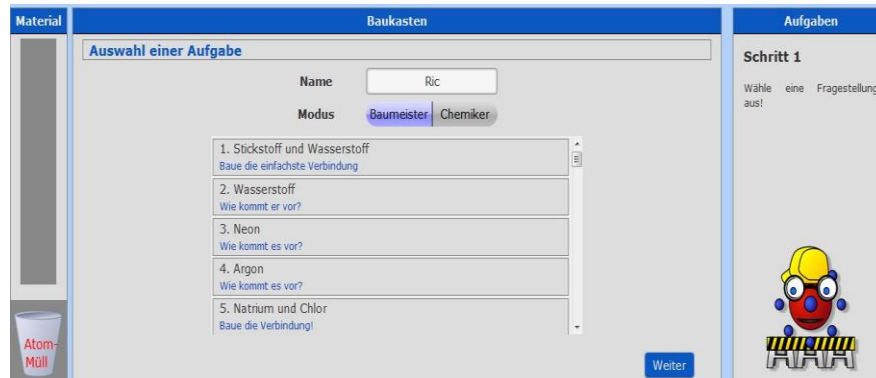 Material
Baukasten
Aufgaben
Auswahl einer Aufgabe
Name
Ric
Modus
Baumeister
Chemiker
1. Stickstoff und Wasserstoff
Baue die einfachste Verbindung
2. Wasserstoff
Wie kommt er vor?
3. Neon
Wie kommt es vor?
4. Argon
Wie kommt es vor?
5. Natrium und Chlor
Baue die Verbindung!
Weiter
Atom-
Müll
Schritt 1
Wähle eine Fragestellung
aus!